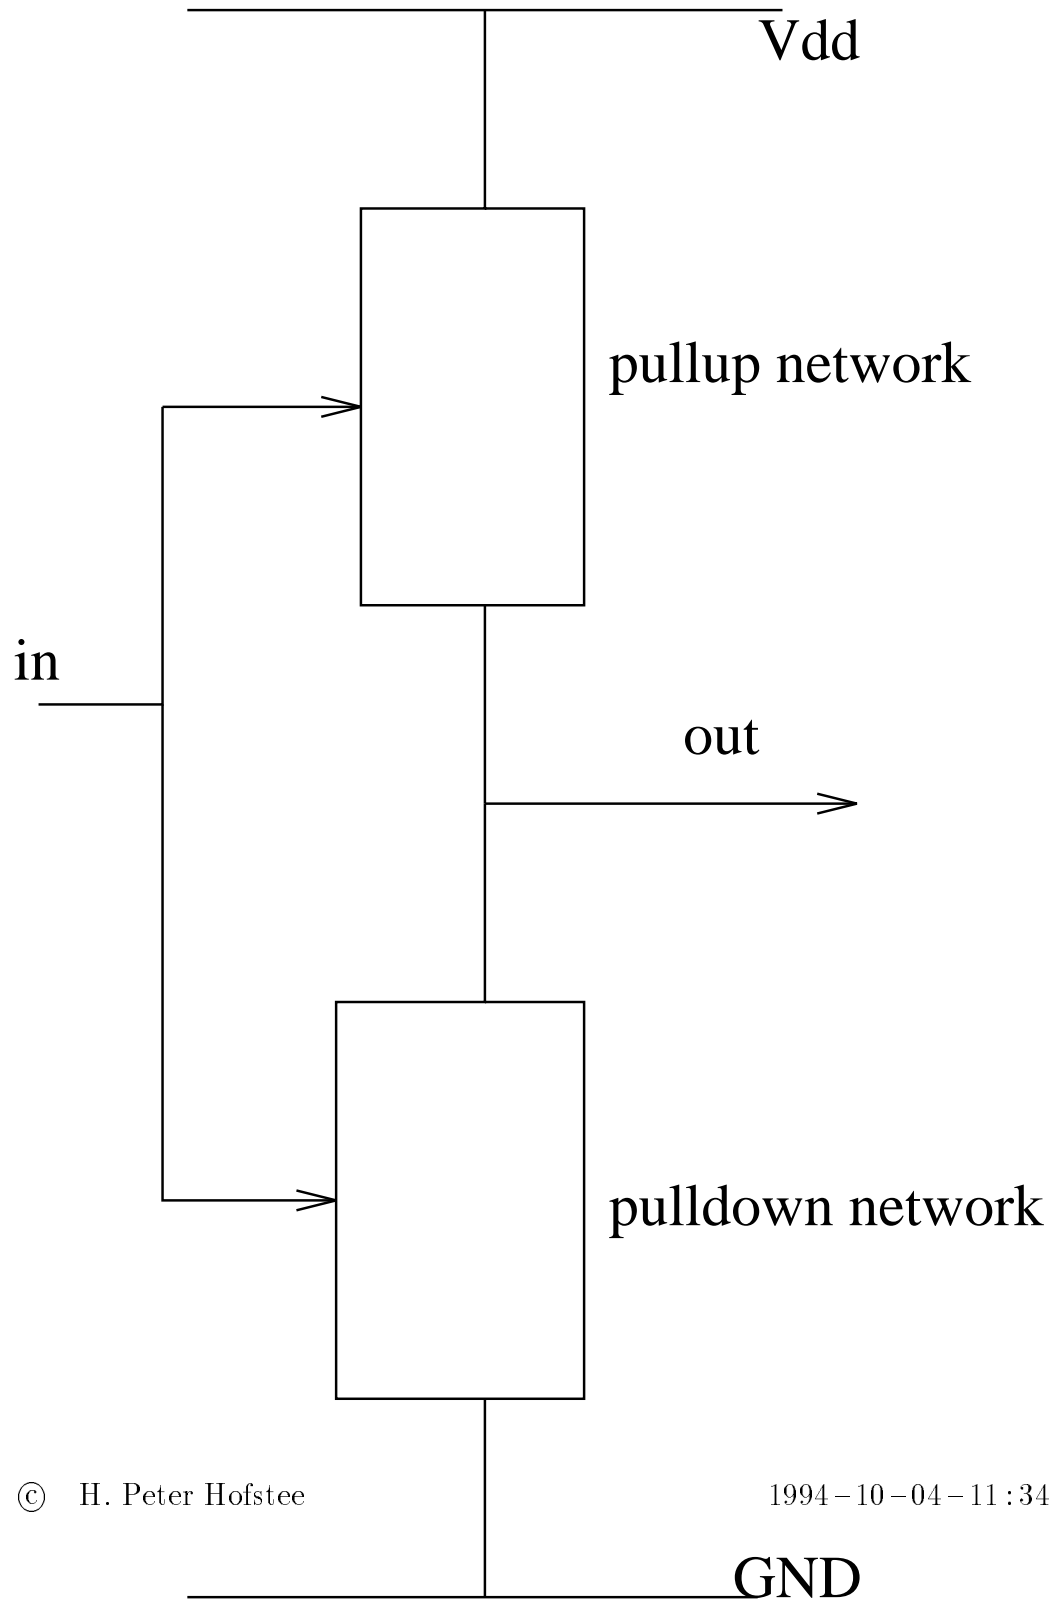 Vdd
pullup network
in
out
pulldown network
© H. Peter Hofstee 1994-10-04-11:34
GND